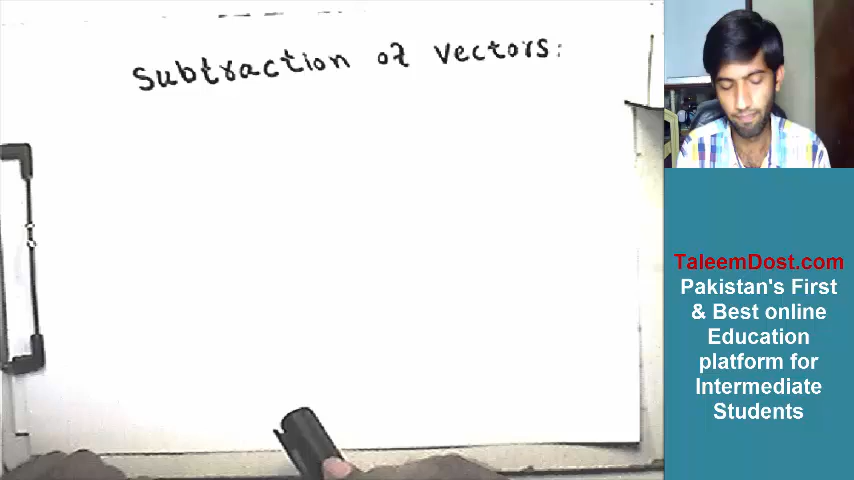 Subtraction of vectors:
TaleemDost.com
Pakistan's First
& Best online
Education
platform for
Intermediate
Students